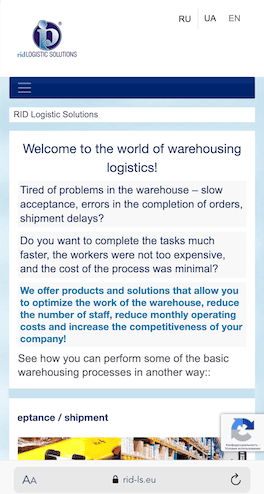 RU UA EN
ridLOGISTIC SOLUTIONS
RID Logistic Solutions
Welcome to the world of warehousing
logistics!
Tired of problems in the warehouse – slow
acceptance, errors in the completion of orders,
shipment delays?
Do you want to complete the tasks much
faster, the workers were not too expensive,
and the cost of the process was minimal?
We offer products and solutions that allow you
to optimize the work of the warehouse, reduce
the number of staff, reduce monthly operating
costs and increase the competitiveness of your
company!
See how you can perform some of the basic
warehousing processes in another way::
eptance / shipment
AA rid-ls.eu